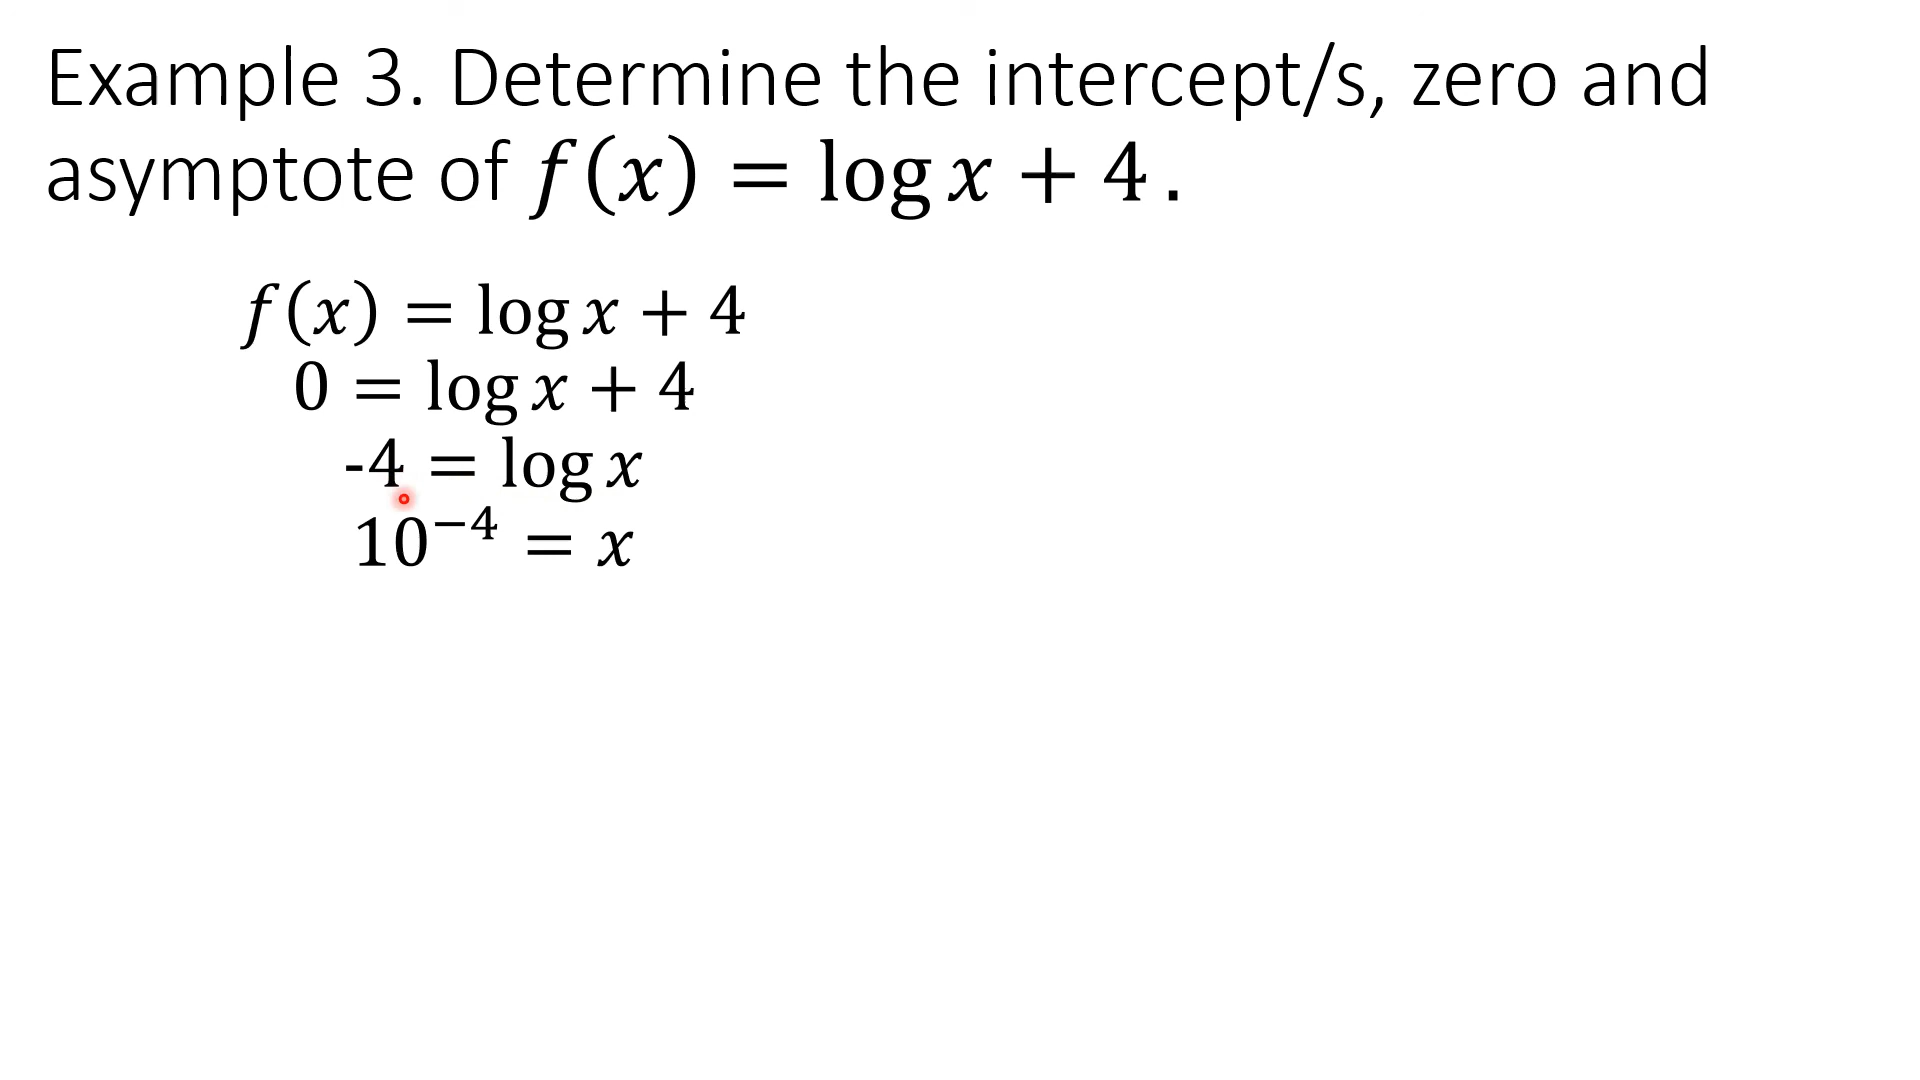 Example 3. Determine the intercept/s, zero and
asymptote of f(x) = log x + 4 .
f(x) = log x + 4
0 = log x + 4
-4 = log x
10⁻⁴ = x